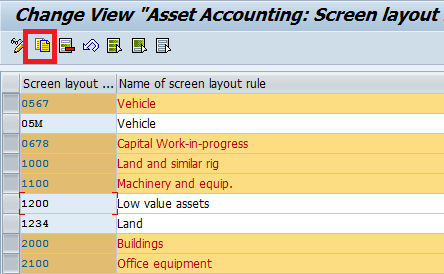 Change View "Asset Accounting: Screen layout
Screen layout ... Name of screen layout rule
0567 Vehicle
05M Vehicle
0678 Capital Work-in-progress
1000 Land and similar rig
1100 Machinery and equip.
1200 Low value assets
1234 Land
2000 Buildings
2100 Office equipment